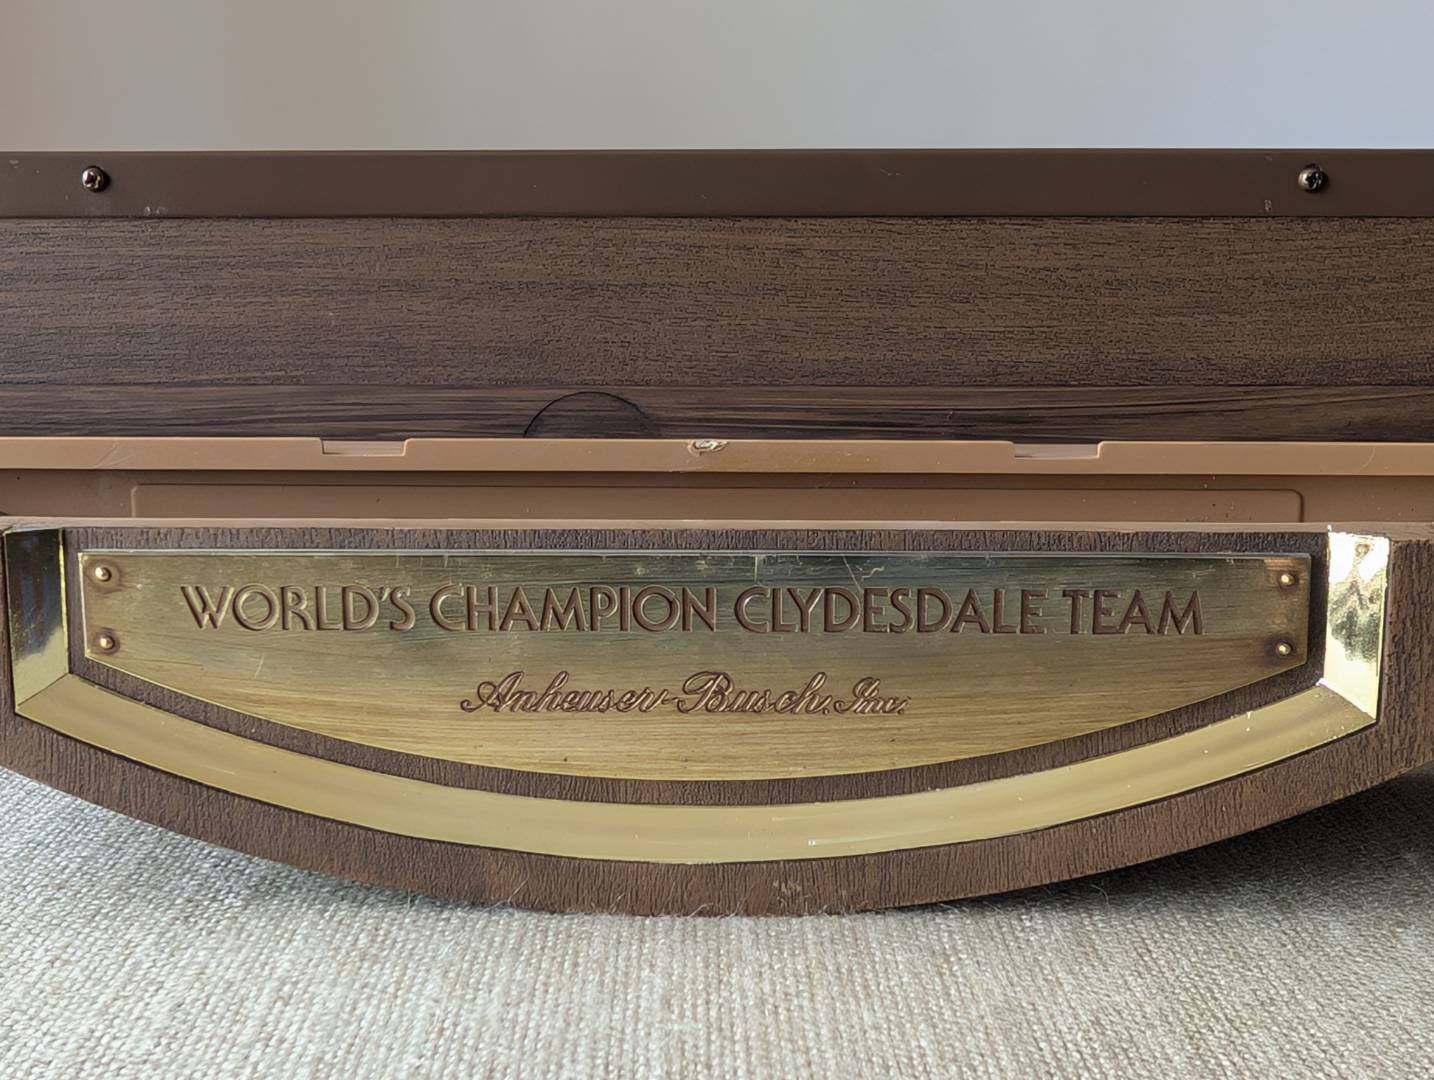 WORLD'S CHAMPION CLYDESDALE TEAM
Anheuser-Busch, Inc.